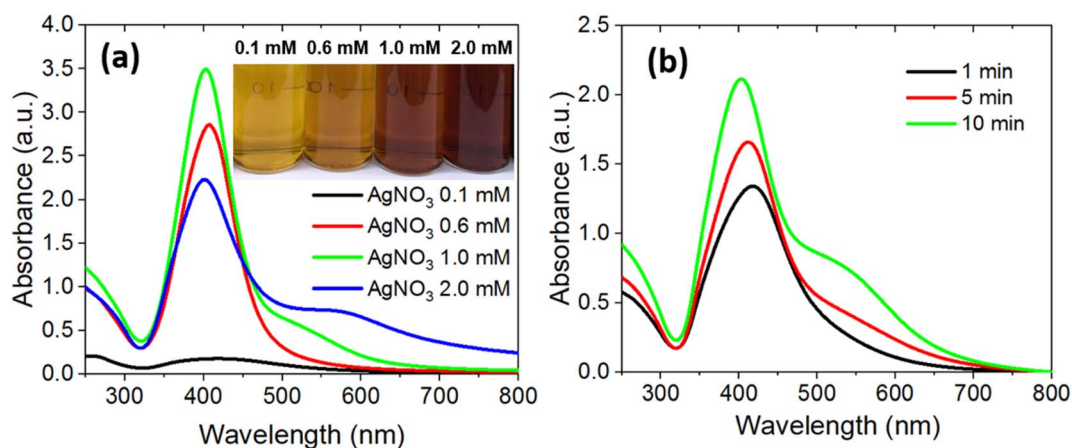 (a)
0.1 mM 0.6 mM 1.0 mM 2.0 mM
AgNO3 0.1 mM
AgNO3 0.6 mM
AgNO3 1.0 mM
AgNO3 2.0 mM
4.0
3.5
3.0
2.5
2.0
1.5
1.0
0.5
0.0
Absorbance (a.u.)
300 400 500 600 700 800
Wavelength (nm)
(b)
1 min
5 min
10 min
2.5
2.0
1.5
1.0
0.5
0.0
Absorbance (a.u.)
300 400 500 600 700 800
Wavelength (nm)